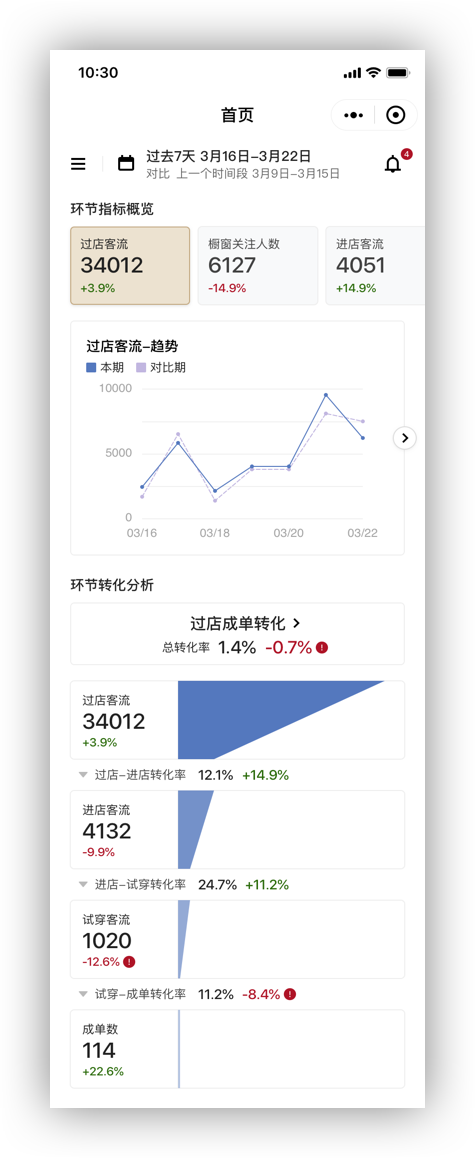 10:30
首页
过去7天 3月16日-3月22日
对比 上一个时间段 3月9日-3月15日
4
环节指标概览
过店客流
34012
+3.9%
橱窗关注人数
6127
-14.9%
进店客流
4051
+14.9%
过店客流-趋势
本期 对比期
10000
5000
0
03/16 03/18 03/20 03/22
环节转化分析
过店成单转化
总转化率 1.4% -0.7% !
过店客流
34012
+3.9%
过店-进店转化率 12.1% +14.9%
进店客流
4132
-9.9%
进店-试穿转化率 24.7% +11.2%
试穿客流
1020
-12.6% !
试穿-成单转化率 11.2% -8.4% !
成单数
114
+22.6%